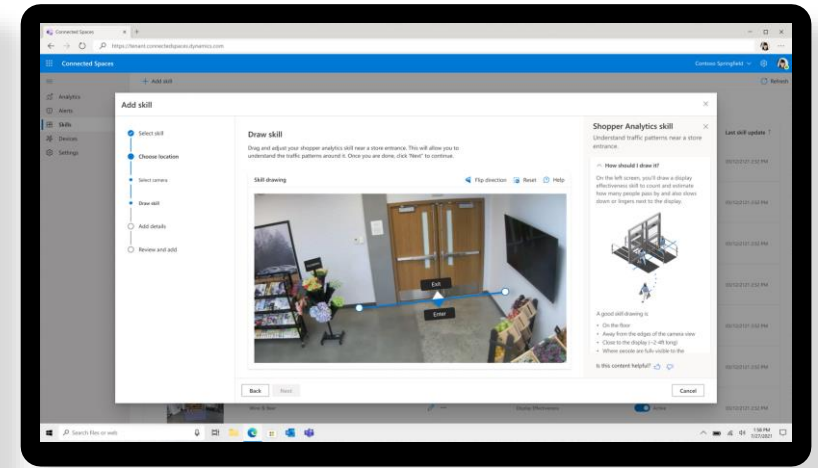 Connected Spaces
https://tenant.connectedspaces.dynamics.com
Connected Spaces
Contoso Springfield
+ Add skill
Refresh
Analytics
Alerts
Skills
Devices
Settings
Add skill
Select skill
Choose location
Select camera
Draw skill
Add details
Review and add
Draw skill
Drag and adjust your shopper analytics skill near a store entrance. This will allow you to
understand the traffic patterns around it. Once you are done, click "Next" to continue.
Skill drawing
Flip direction
Reset
Help
Exit
Enter
Back
Next
Cancel
Shopper Analytics skill
Understand traffic patterns near a store
entrance.
How should I draw it?
On the left screen, you'll draw a display
effectiveness skill to count and estimate
how many people pass by and also slows
down or lingers next to the display.
A good skill drawing is
• On the floor
• Away from the edges of the camera view
• Close to the display (~2-4ft long)
• Where people are fully visible to the
Is this content helpful?
Last skill update
Display Effectiveness
Active
Search files or web
1:38 PM
7/27/2021